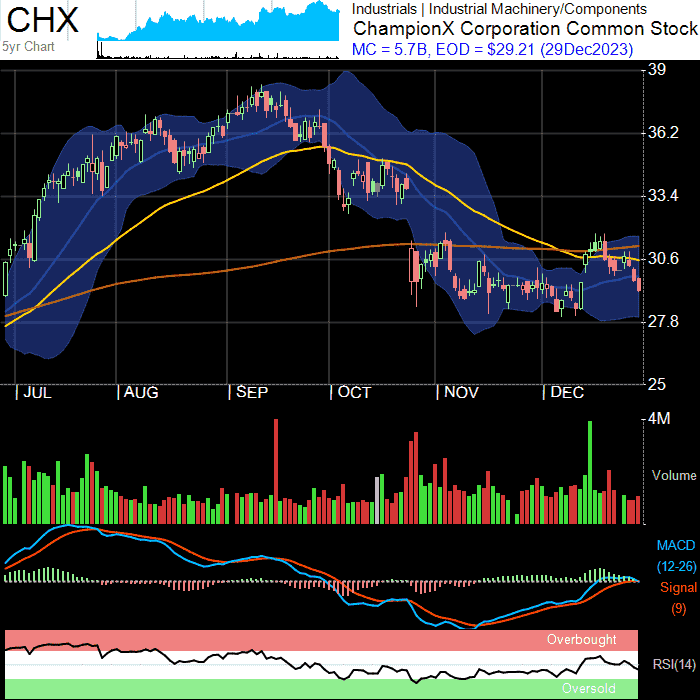 CHX
5yr Chart
Industrials | Industrial Machinery/Components
ChampionX Corporation Common Stock
MC = 5.7B, EOD = $29.21 (29Dec2023)
39
36.2
33.4
30.6
27.8
25
| JUL | AUG | SEP | OCT | NOV | DEC
4M
Volume
MACD
(12-26)
Signal
(9)
Overbought
RSI(14)
Oversold